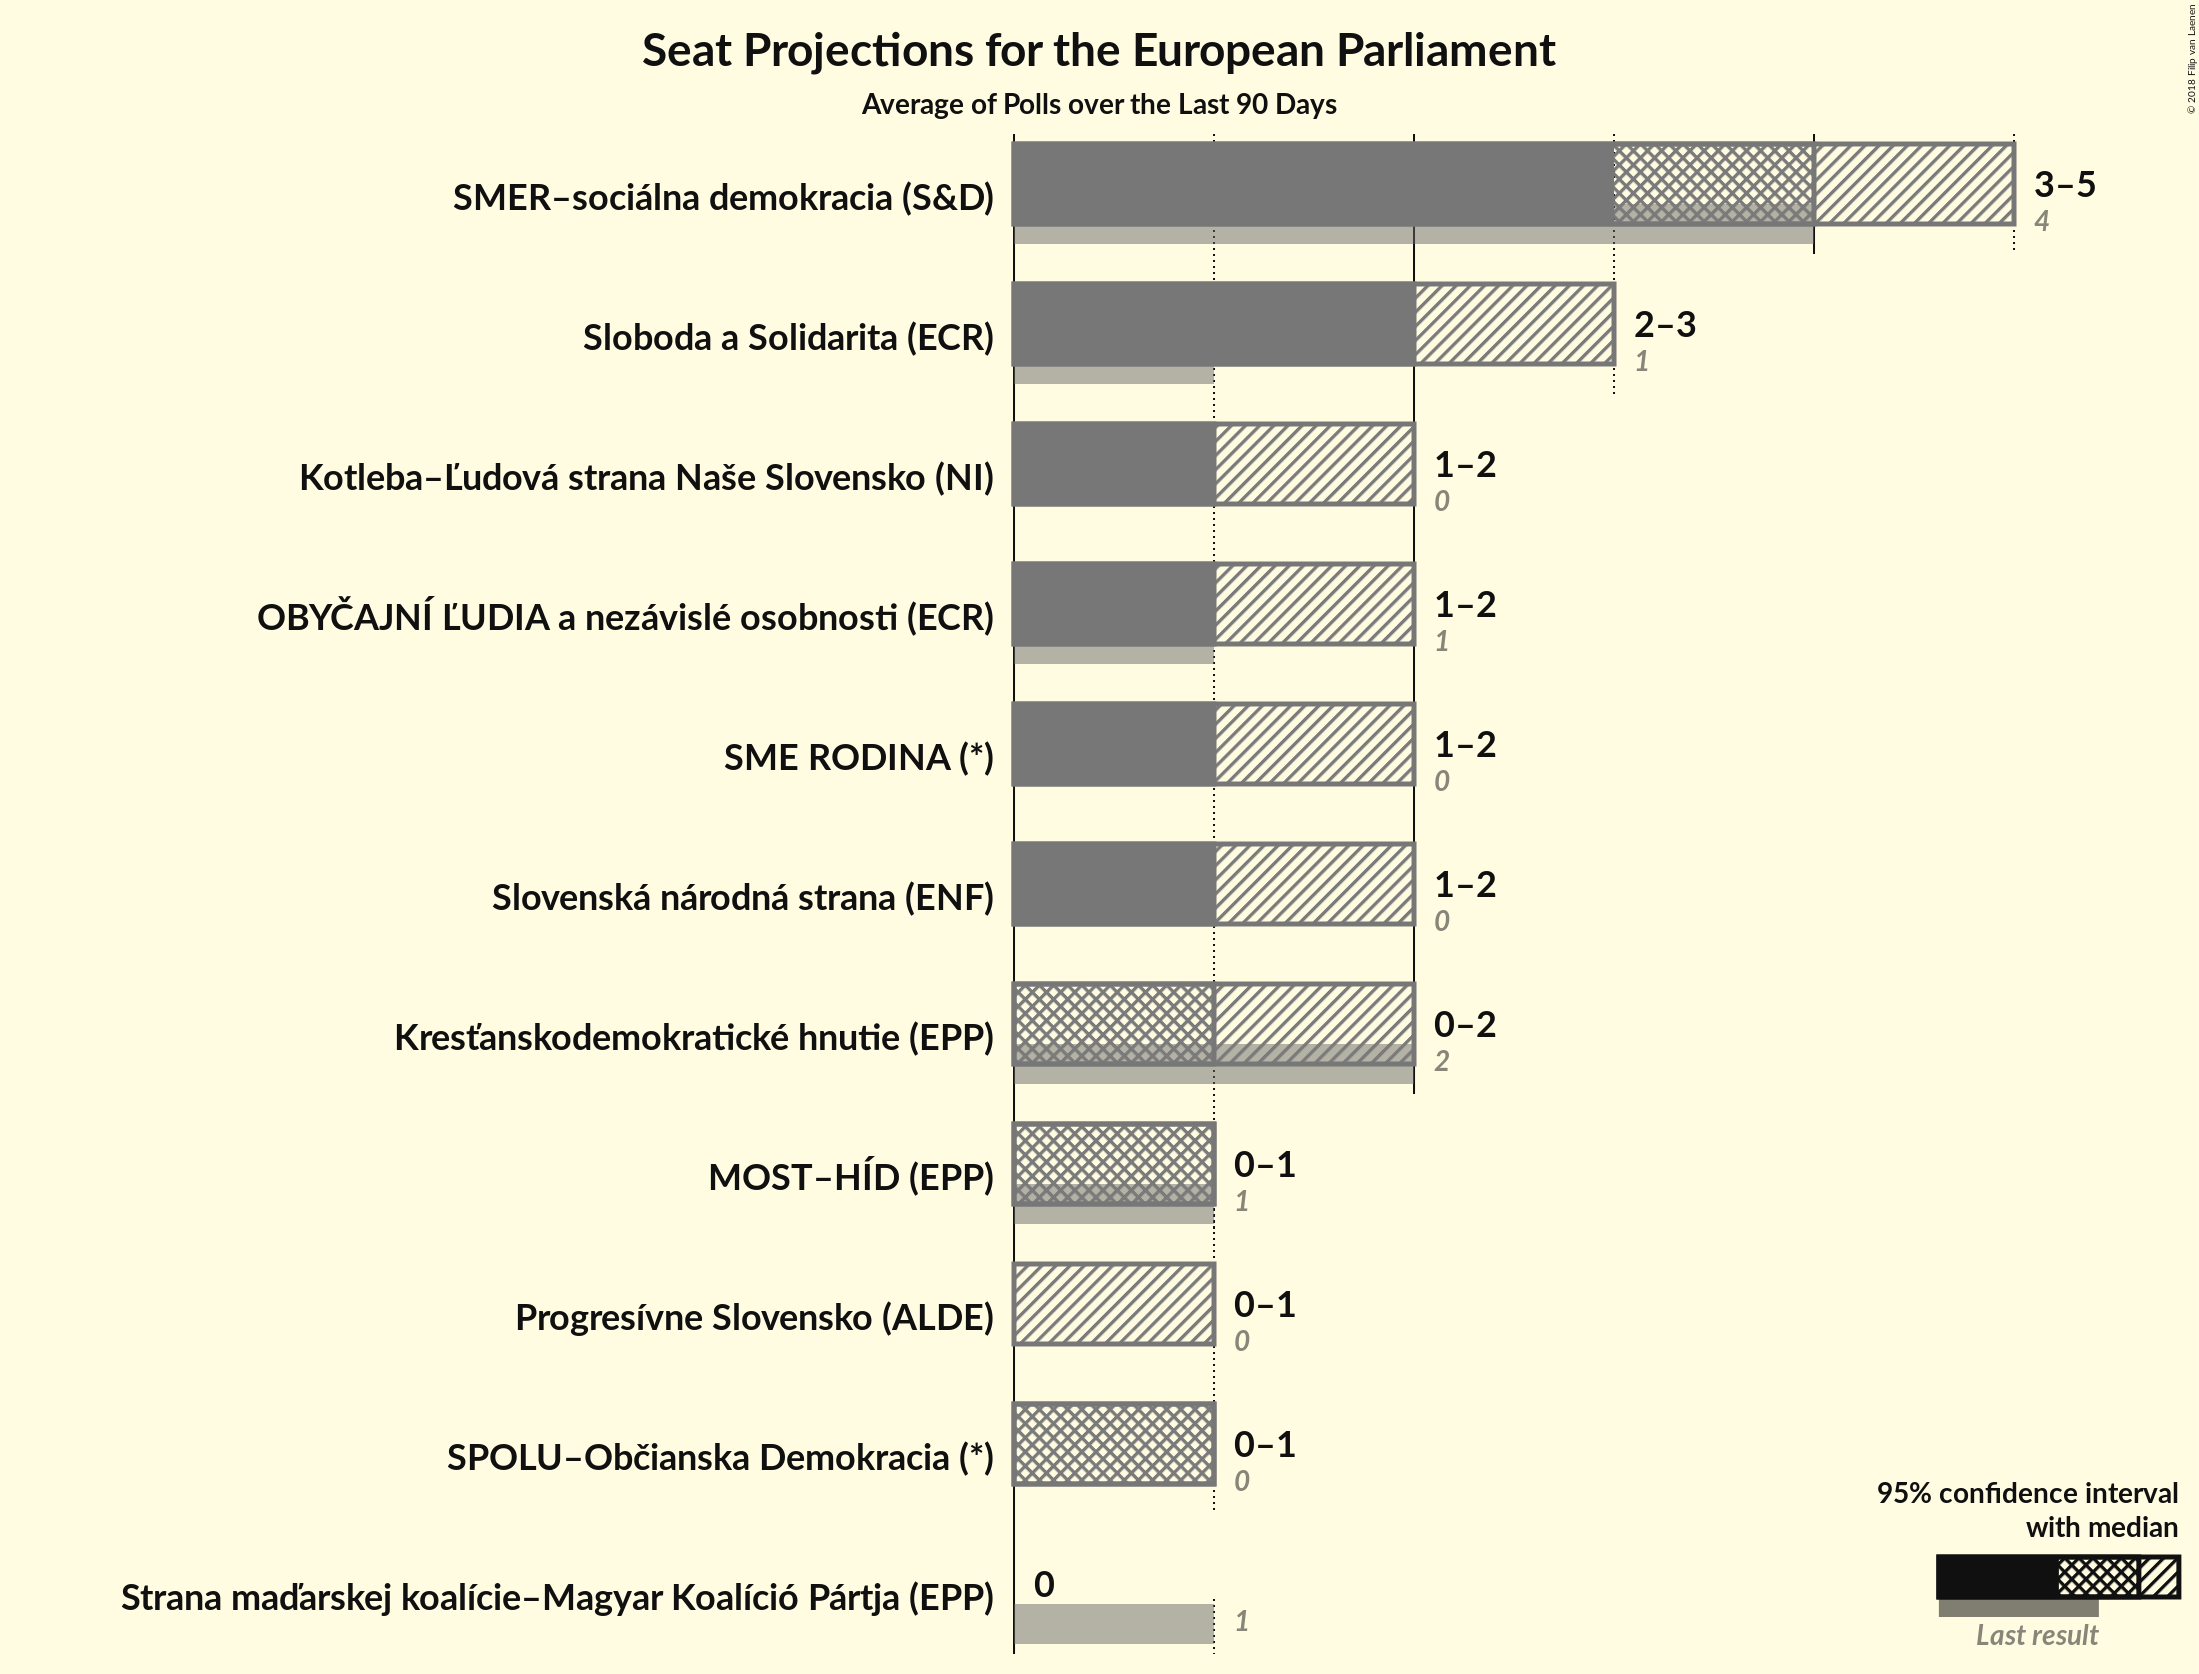 Seat Projections for the European Parliament
Average of Polls over the Last 90 Days
© 2018 Filip van Laenen
SMER–sociálna demokracia (S&D)
3–5
4
Sloboda a Solidarita (ECR)
2–3
1
Kotleba–Ľudová strana Naše Slovensko (NI)
1–2
0
OBYČAJNÍ ĽUDIA a nezávislé osobnosti (ECR)
1–2
1
SME RODINA (*)
1–2
0
Slovenská národná strana (ENF)
1–2
0
Kresťanskodemokratické hnutie (EPP)
0–2
2
MOST–HÍD (EPP)
0–1
1
Progresívne Slovensko (ALDE)
0–1
0
SPOLU–Občianska Demokracia (*)
0–1
0
Strana maďarskej koalície–Magyar Koalíció Pártja (EPP)
0
1
95% confidence interval
with median
Last result